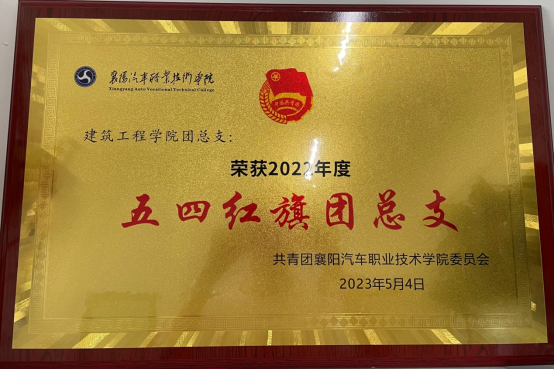 襄阳汽车职业技术学院
Xiangyang Auto Vocational Technical College
建筑工程学院团总支:
荣获2022年度
五四红旗团总支
共青团襄阳汽车职业技术学院委员会
2023年5月4日